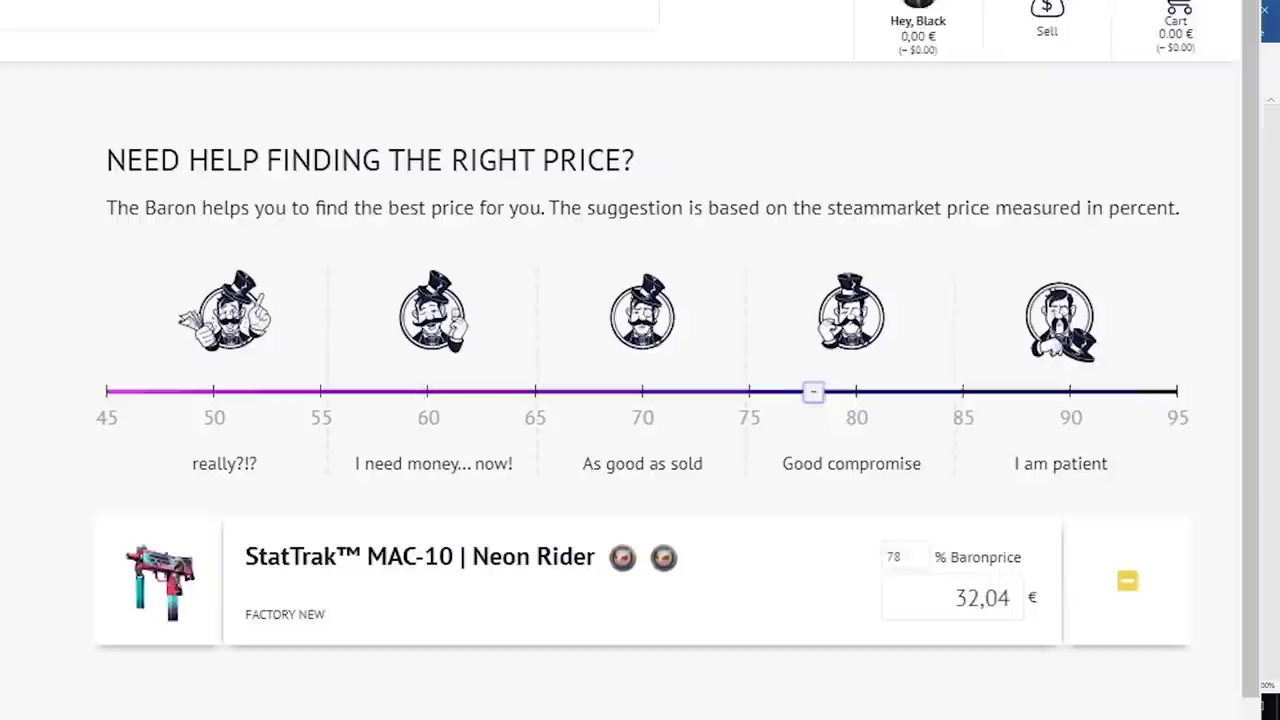 Hey, Black
0,00 €
(~ $0.00)
Sell
Cart
0.00 €
(~ $0.00)
NEED HELP FINDING THE RIGHT PRICE?
The Baron helps you to find the best price for you. The suggestion is based on the steammarket price measured in percent.
45 50 55 60 65 70 75 80 85 90 95
really?!? I need money... now! As good as sold Good compromise I am patient
StatTrak™ MAC-10 | Neon Rider
78 % Baronprice
32,04 €
FACTORY NEW